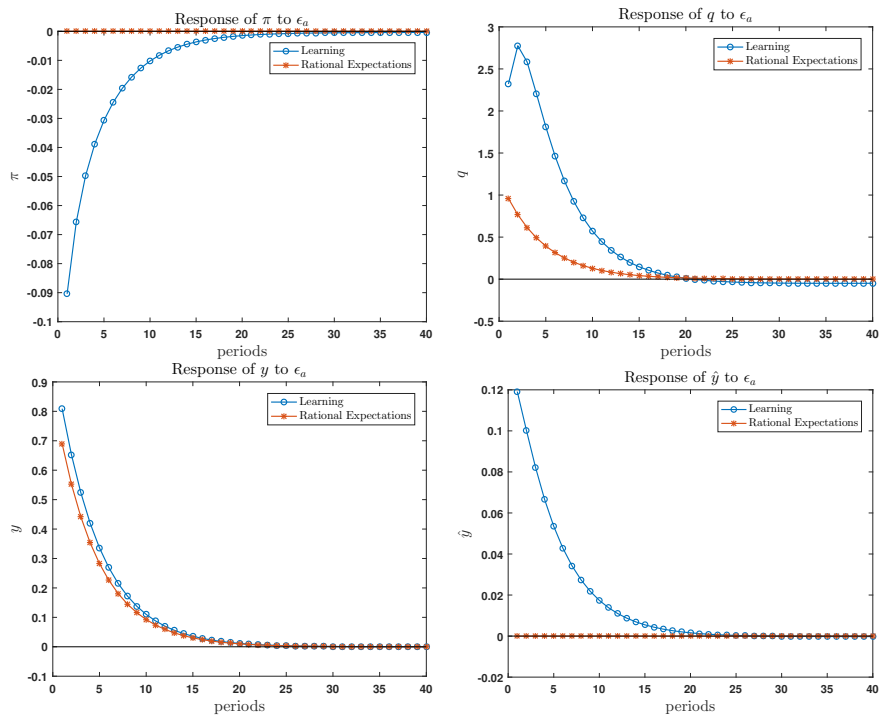 Response of π to ϵₐ
0
-0.01
-0.02
-0.03
-0.04
-0.05
-0.06
-0.07
-0.08
-0.09
-0.1
π
Learning
Rational Expectations
0 5 10 15 20 25 30 35 40
periods
Response of q to ϵₐ
3
2.5
2
1.5
1
0.5
0
-0.5
q
Learning
Rational Expectations
0 5 10 15 20 25 30 35 40
periods
Response of y to ϵₐ
0.9
0.8
0.7
0.6
0.5
0.4
0.3
0.2
0.1
0
-0.1
y
Learning
Rational Expectations
0 5 10 15 20 25 30 35 40
periods
Response of ŷ to ϵₐ
0.12
0.1
0.08
0.06
0.04
0.02
0
-0.02
ŷ
Learning
Rational Expectations
0 5 10 15 20 25 30 35 40
periods